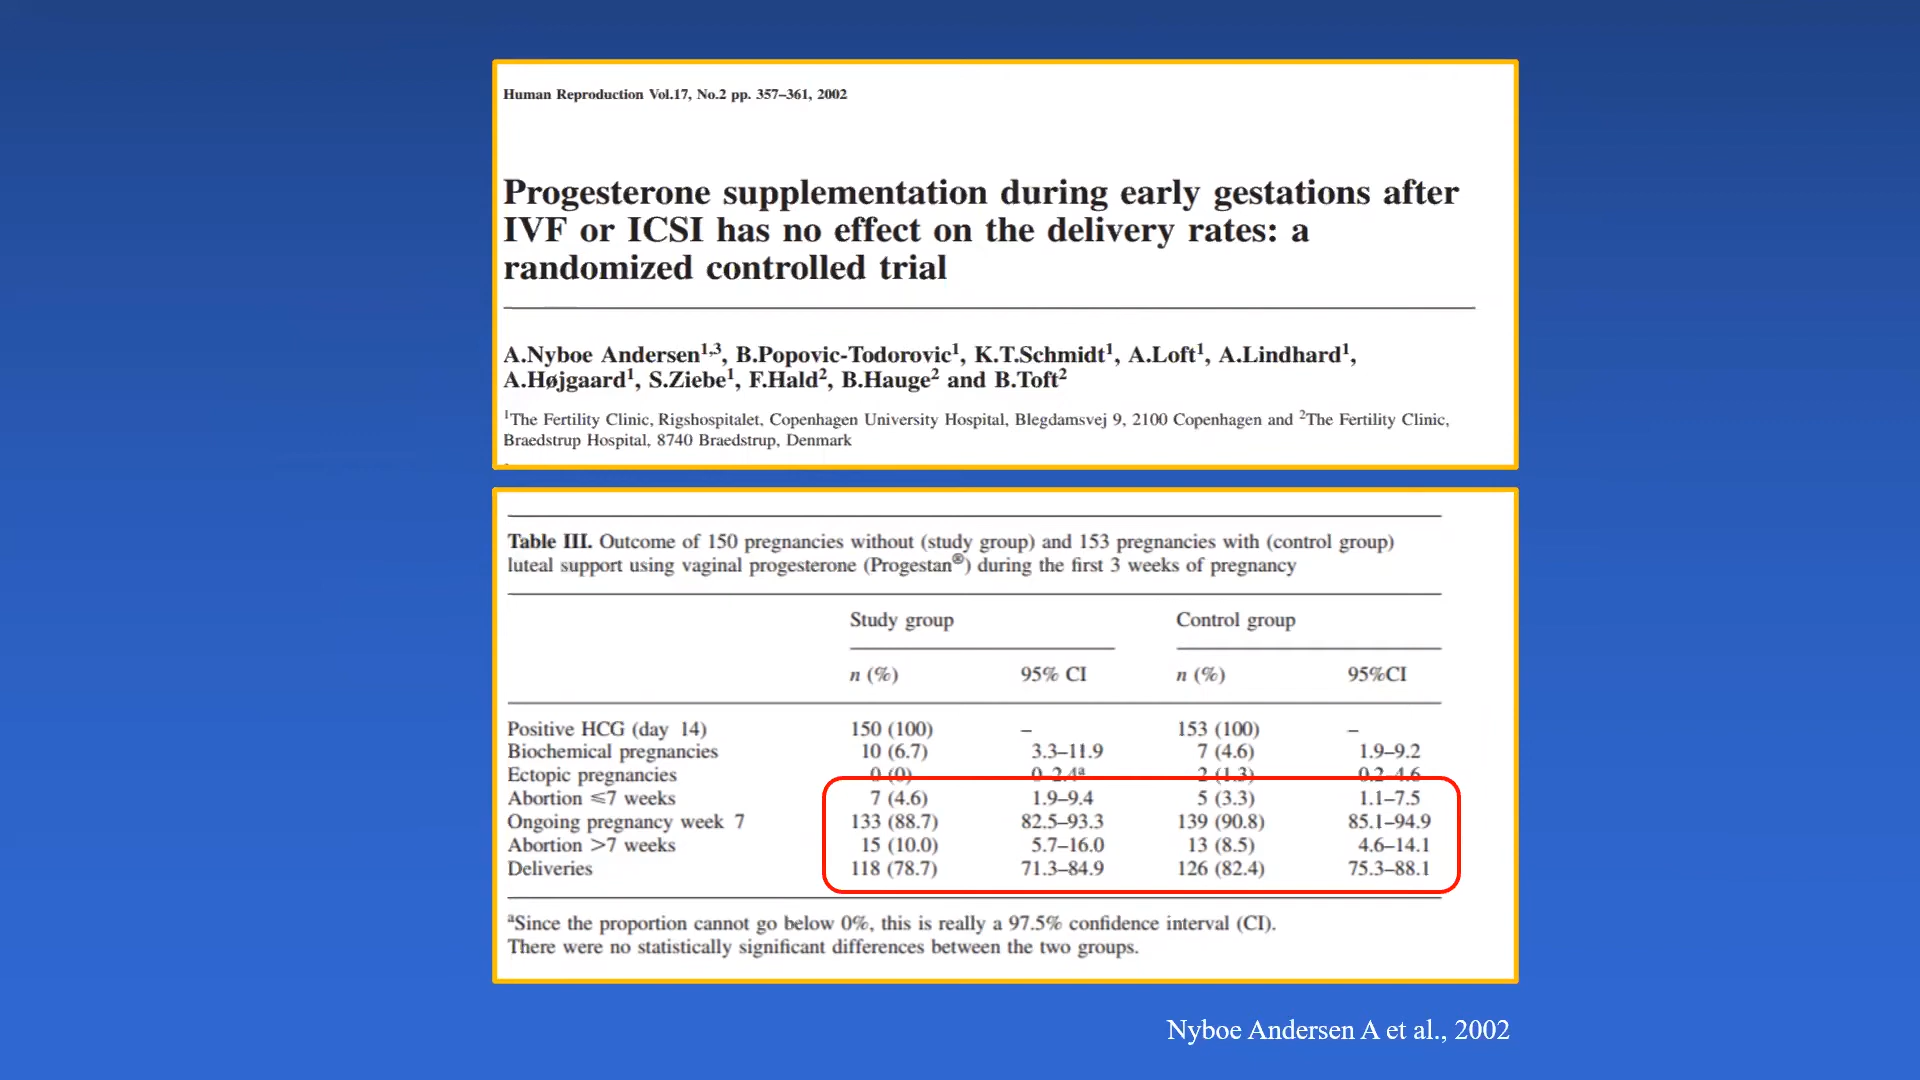 Human Reproduction Vol.17, No.2 pp. 357–361, 2002
Progesterone supplementation during early gestations after
IVF or ICSI has no effect on the delivery rates: a
randomized controlled trial
A.Nyboe Andersen1,3, B.Popovic-Todorovic1, K.T.Schmidt1, A.Loft1, A.Lindhard1,
A.Højgaard1, S.Ziebe1, F.Hald2, B.Hauge2 and B.Toft2
1The Fertility Clinic, Rigshospitalet, Copenhagen University Hospital, Blegdamsvej 9, 2100 Copenhagen and 2The Fertility Clinic,
Braedstrup Hospital, 8740 Braedstrup, Denmark
Table III. Outcome of 150 pregnancies without (study group) and 153 pregnancies with (control group)
luteal support using vaginal progesterone (Progestan®) during the first 3 weeks of pregnancy
Study group Control group
n (%) 95% CI n (%) 95%CI
Positive HCG (day 14) 150 (100) – 153 (100) –
Biochemical pregnancies 10 (6.7) 3.3–11.9 7 (4.6) 1.9–9.2
Ectopic pregnancies 0 (0) 0–2.4a 2 (1.3) 0.2–4.6
Abortion ⩽7 weeks 7 (4.6) 1.9–9.4 5 (3.3) 1.1–7.5
Ongoing pregnancy week 7 133 (88.7) 82.5–93.3 139 (90.8) 85.1–94.9
Abortion >7 weeks 15 (10.0) 5.7–16.0 13 (8.5) 4.6–14.1
Deliveries 118 (78.7) 71.3–84.9 126 (82.4) 75.3–88.1
aSince the proportion cannot go below 0%, this is really a 97.5% confidence interval (CI).
There were no statistically significant differences between the two groups.
Nyboe Andersen A et al., 2002